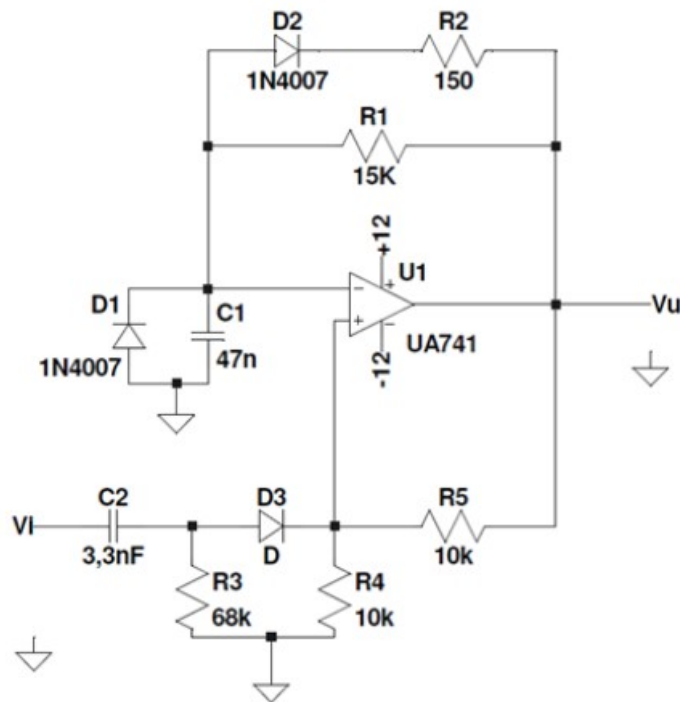 D2
R2
1N4007
150
R1
15K
+12
U1
D1
C1
1N4007
47n
UA741
-12
Vu
C2
D3
R5
Vi
3,3nF
D
10k
R3
R4
68k
10k